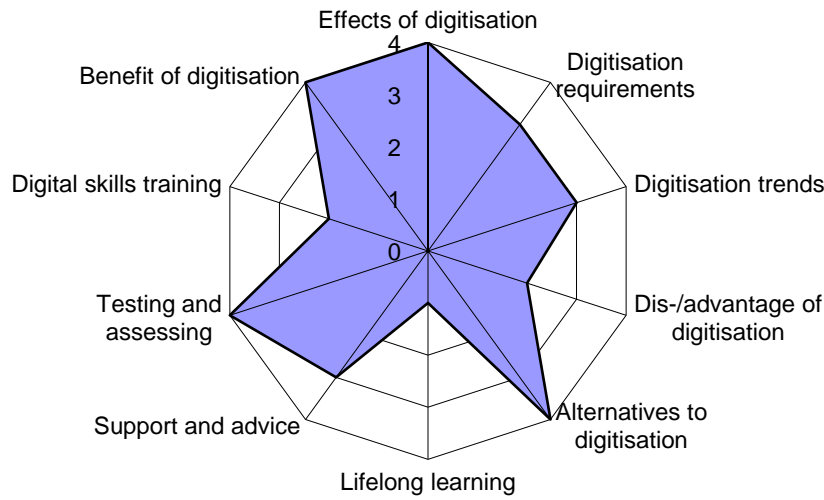 Effects of digitisation
4
Digitisation
requirements
Benefit of digitisation
3
2
Digital skills training
Digitisation trends
1
0
Testing and
assessing
Dis-/advantage of
digitisation
Support and advice
Alternatives to
digitisation
Lifelong learning